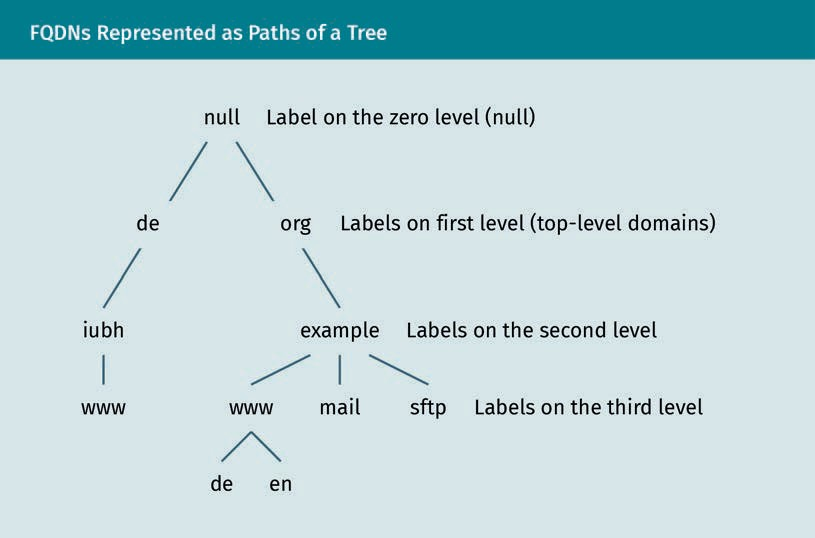 FQDNs Represented as Paths of a Tree
null Label on the zero level (null)
de org Labels on first level (top-level domains)
iubh example Labels on the second level
www www mail sftp Labels on the third level
de en